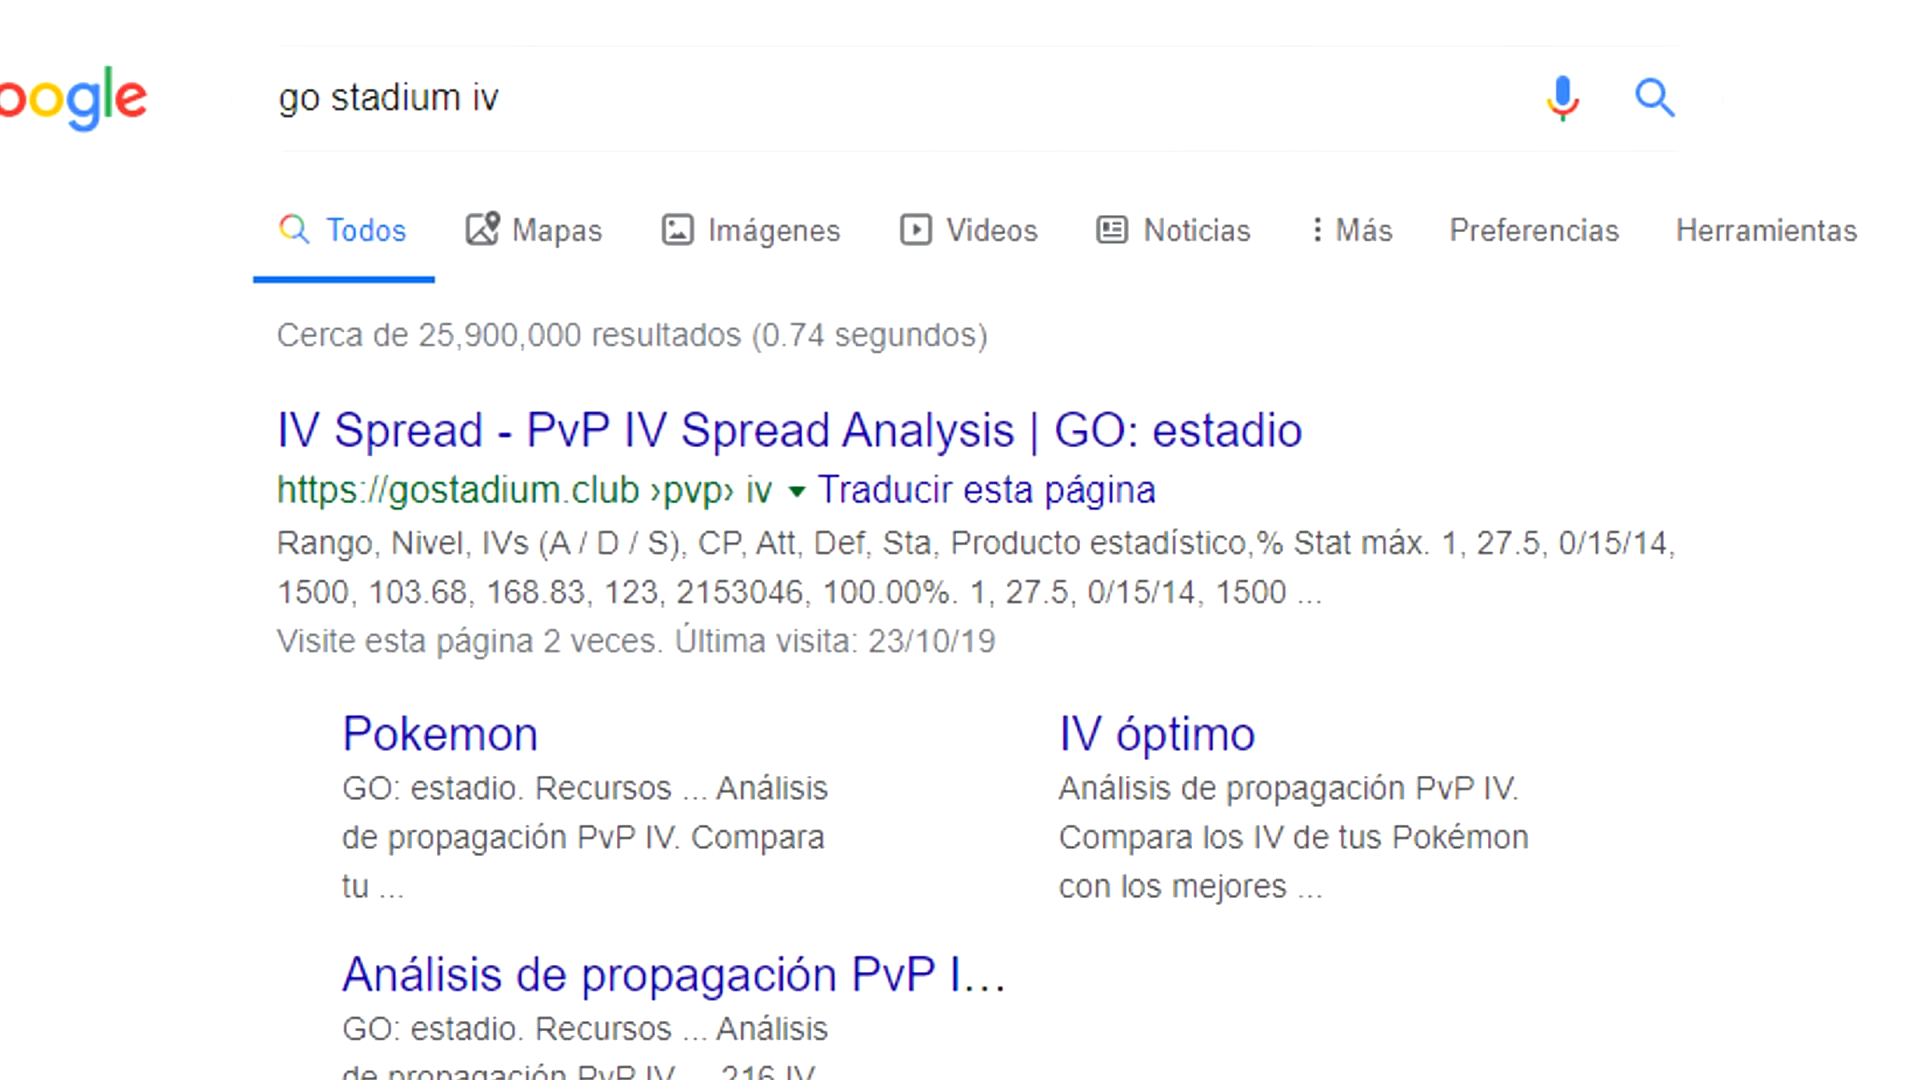 oogle
go stadium iv
Todos Mapas Imágenes Videos Noticias Más Preferencias Herramientas
Cerca de 25,900,000 resultados (0.74 segundos)
IV Spread - PvP IV Spread Analysis | GO: estadio
https://gostadium.club ›pvp› iv Traducir esta página
Rango, Nivel, IVs (A / D / S), CP, Att, Def, Sta, Producto estadístico,% Stat máx. 1, 27.5, 0/15/14,
1500, 103.68, 168.83, 123, 2153046, 100.00%. 1, 27.5, 0/15/14, 1500 ...
Visite esta página 2 veces. Última visita: 23/10/19
Pokemon
GO: estadio. Recursos ... Análisis
de propagación PvP IV. Compara
tu ...
IV óptimo
Análisis de propagación PvP IV.
Compara los IV de tus Pokémon
con los mejores ...
Análisis de propagación PvP I...
GO: estadio. Recursos ... Análisis
de propagación PvP IV ... 216 IV